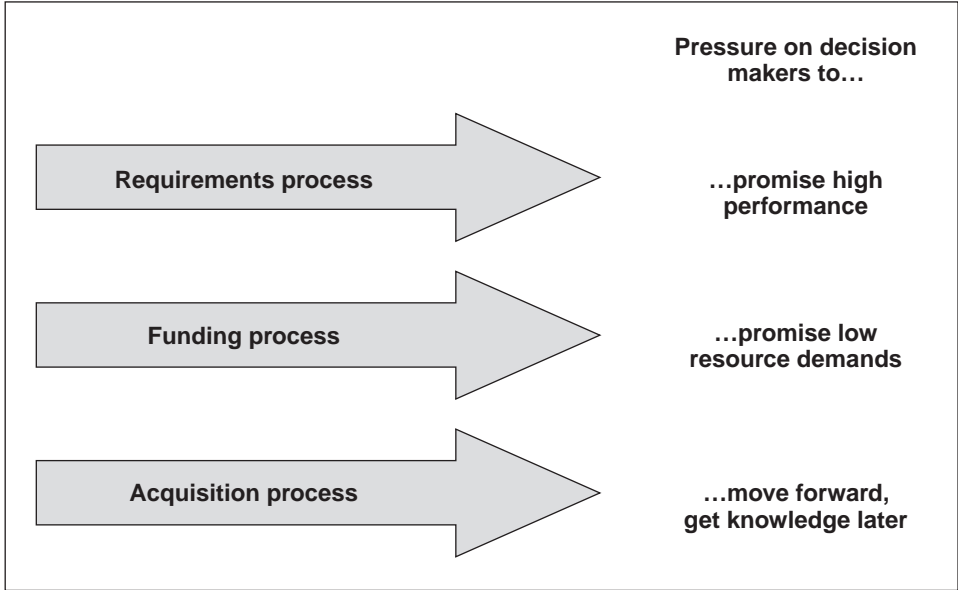 Pressure on decision
makers to…
Requirements process
…promise high
performance
Funding process
…promise low
resource demands
Acquisition process
…move forward,
get knowledge later